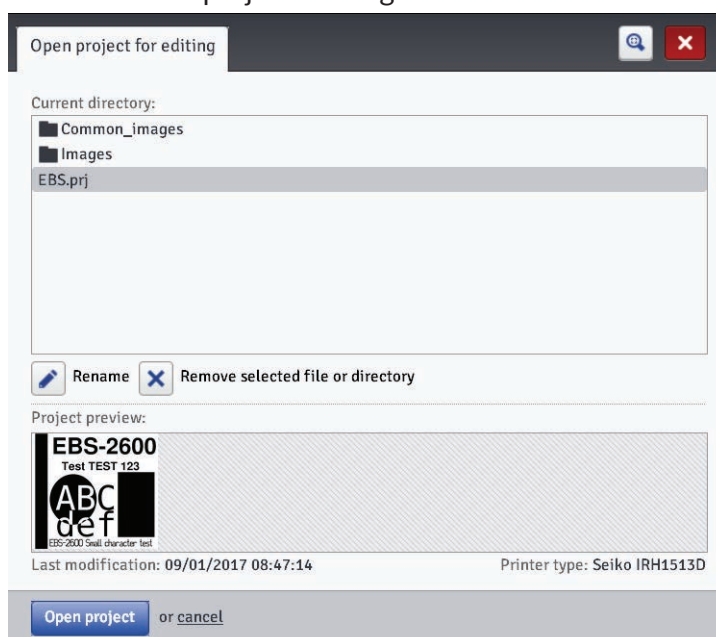 Open project for editing
Current directory:
Common_images
Images
EBS.prj
Rename
Remove selected file or directory
Project preview:
EBS-2600
Test TEST 123
ABC
def
EBS-2600 Small character test
Last modification: 09/01/2017 08:47:14
Printer type: Seiko IRH1513D
Open project or cancel